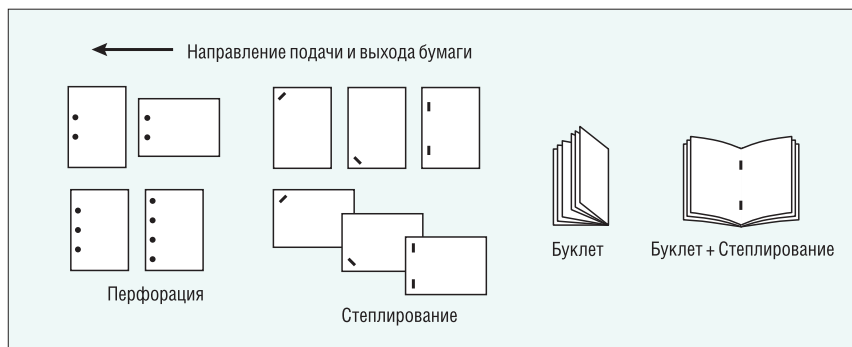 Направление подачи и выхода бумаги
Перфорация
Степлирование
Буклет
Буклет + Степлирование